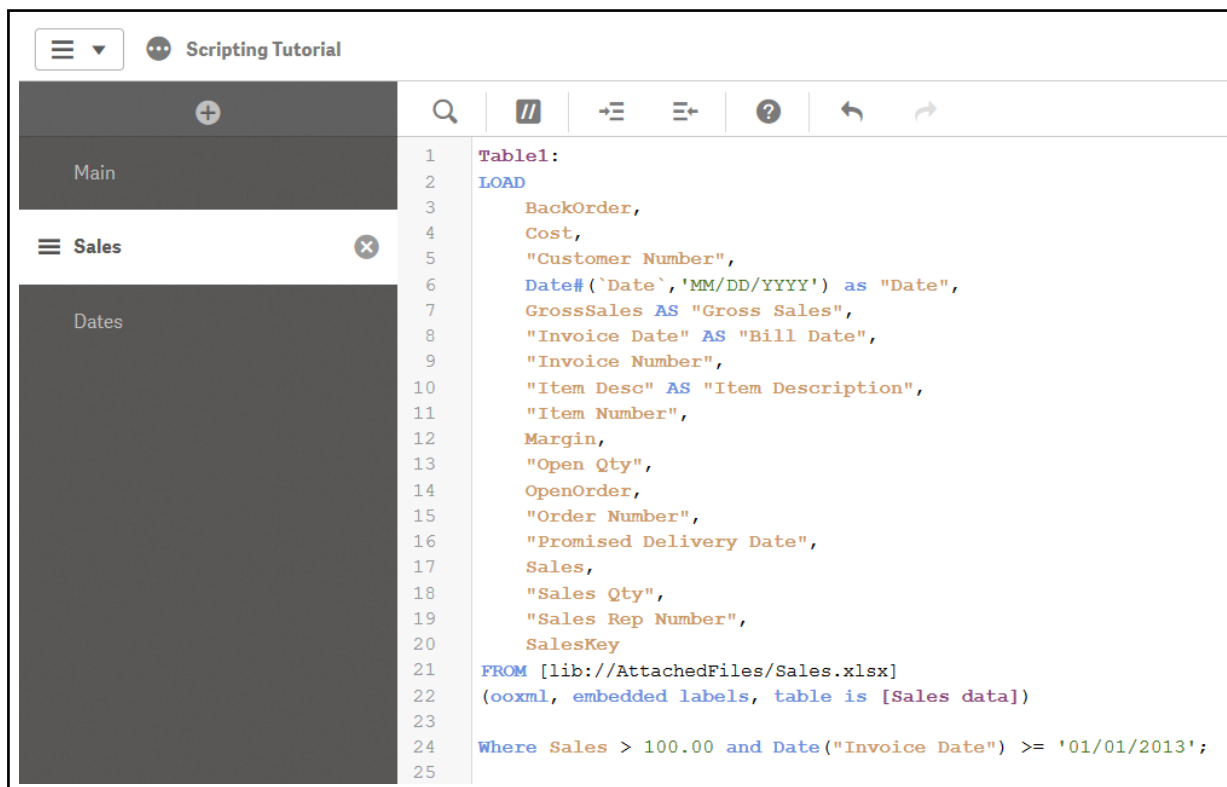 Scripting Tutorial
Main
Sales
Dates
1 Table1:
2 LOAD
3 BackOrder,
4 Cost,
5 "Customer Number",
6 Date#(`Date`,'MM/DD/YYYY') as "Date",
7 GrossSales AS "Gross Sales",
8 "Invoice Date" AS "Bill Date",
9 "Invoice Number",
10 "Item Desc" AS "Item Description",
11 "Item Number",
12 Margin,
13 "Open Qty",
14 OpenOrder,
15 "Order Number",
16 "Promised Delivery Date",
17 Sales,
18 "Sales Qty",
19 "Sales Rep Number",
20 SalesKey
21 FROM [lib://AttachedFiles/Sales.xlsx]
22 (ooxml, embedded labels, table is [Sales data])
23
24 Where Sales > 100.00 and Date("Invoice Date") >= '01/01/2013';
25